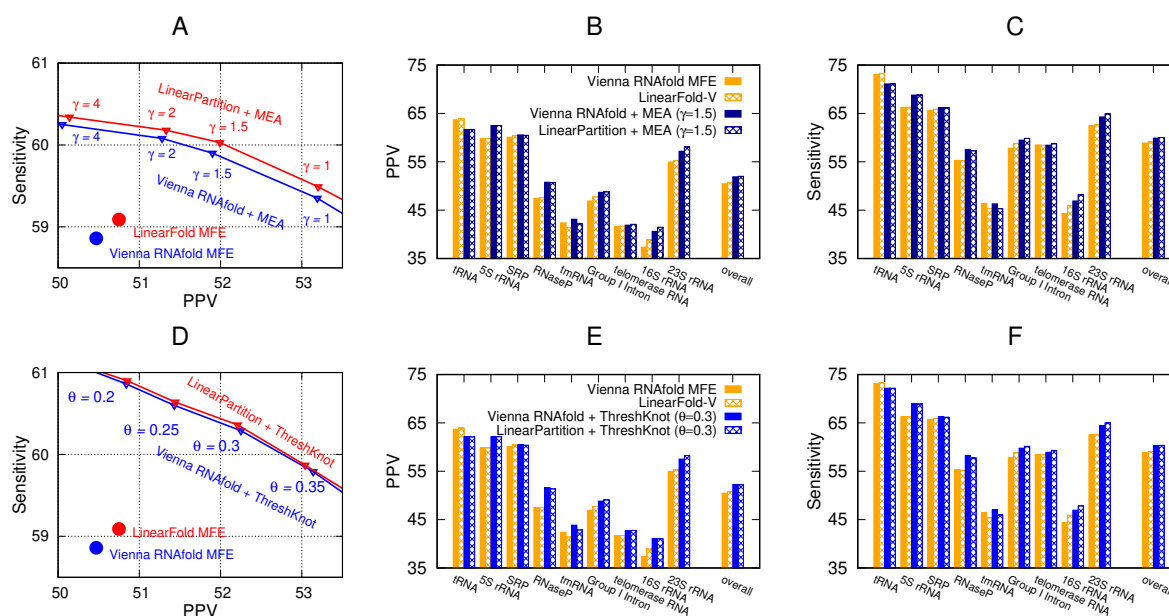 A
61
60
59
50
51
52
53
Sensitivity
PPV
γ = 4
γ = 2
γ = 1.5
γ = 1
LinearPartition + MEA
γ = 4
γ = 2
γ = 1.5
γ = 1
Vienna RNAfold + MEA
LinearFold MFE
Vienna RNAfold MFE
B
75
65
55
45
35
PPV
Vienna RNAfold MFE
LinearFold-V
Vienna RNAfold + MEA (γ=1.5)
LinearPartition + MEA (γ=1.5)
tRNA
5S rRNA
SRP
RNaseP
tmRNA
Group I Intron
telomerase RNA
16S rRNA
23S rRNA
overall
C
75
65
55
45
35
Sensitivity
tRNA
5S rRNA
SRP
RNaseP
tmRNA
Group I Intron
telomerase RNA
16S rRNA
23S rRNA
overall
D
61
60
59
50
51
52
53
Sensitivity
PPV
θ = 0.2
θ = 0.25
θ = 0.3
θ = 0.35
LinearPartition + ThreshKnot
Vienna RNAfold + ThreshKnot
LinearFold MFE
Vienna RNAfold MFE
E
75
65
55
45
35
PPV
Vienna RNAfold MFE
LinearFold-V
Vienna RNAfold + ThreshKnot (θ=0.3)
LinearPartition + ThreshKnot (θ=0.3)
tRNA
5S rRNA
SRP
RNaseP
tmRNA
Group I Intron
telomerase RNA
16S rRNA
23S rRNA
overall
F
75
65
55
45
35
Sensitivity
tRNA
5S rRNA
SRP
RNaseP
tmRNA
Group I Intron
telomerase RNA
16S rRNA
23S rRNA
overall